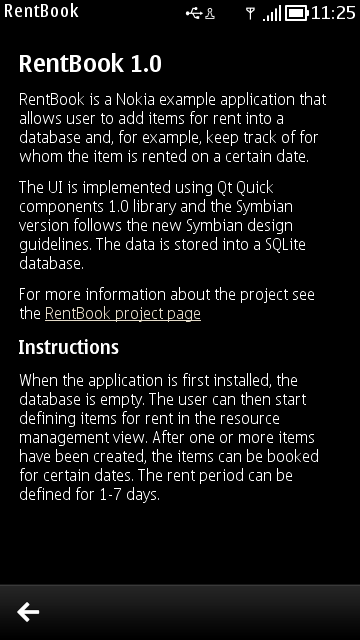 RentBook 11:25
RentBook 1.0
RentBook is a Nokia example application that
allows user to add items for rent into a
database and, for example, keep track of for
whom the item is rented on a certain date.
The UI is implemented using Qt Quick
components 1.0 library and the Symbian
version follows the new Symbian design
guidelines. The data is stored into a SQLite
database.
For more information about the project see
the RentBook project page
Instructions
When the application is first installed, the
database is empty. The user can then start
defining items for rent in the resource
management view. After one or more items
have been created, the items can be booked
for certain dates. The rent period can be
defined for 1-7 days.